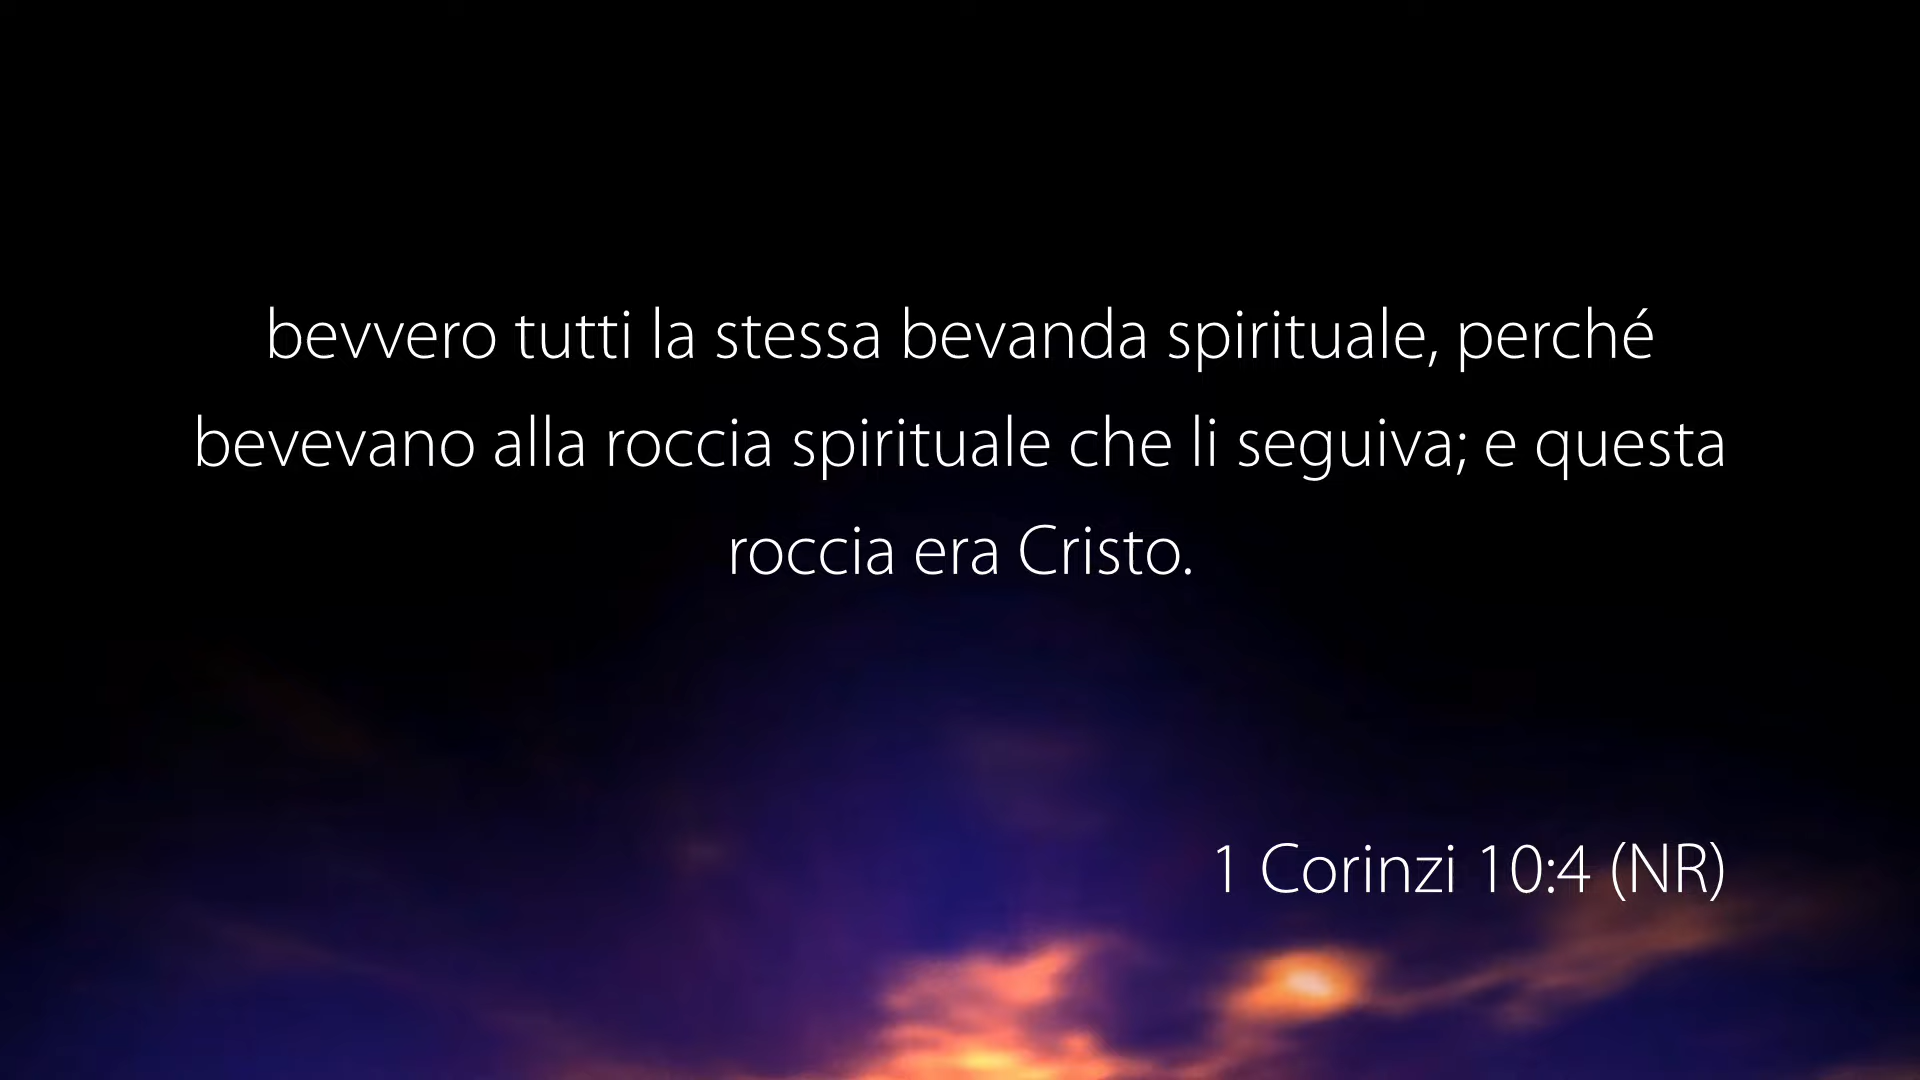 bevvero tutti la stessa bevanda spirituale, perché
bevevano alla roccia spirituale che li seguiva; e questa
roccia era Cristo.
1 Corinzi 10:4 (NR)